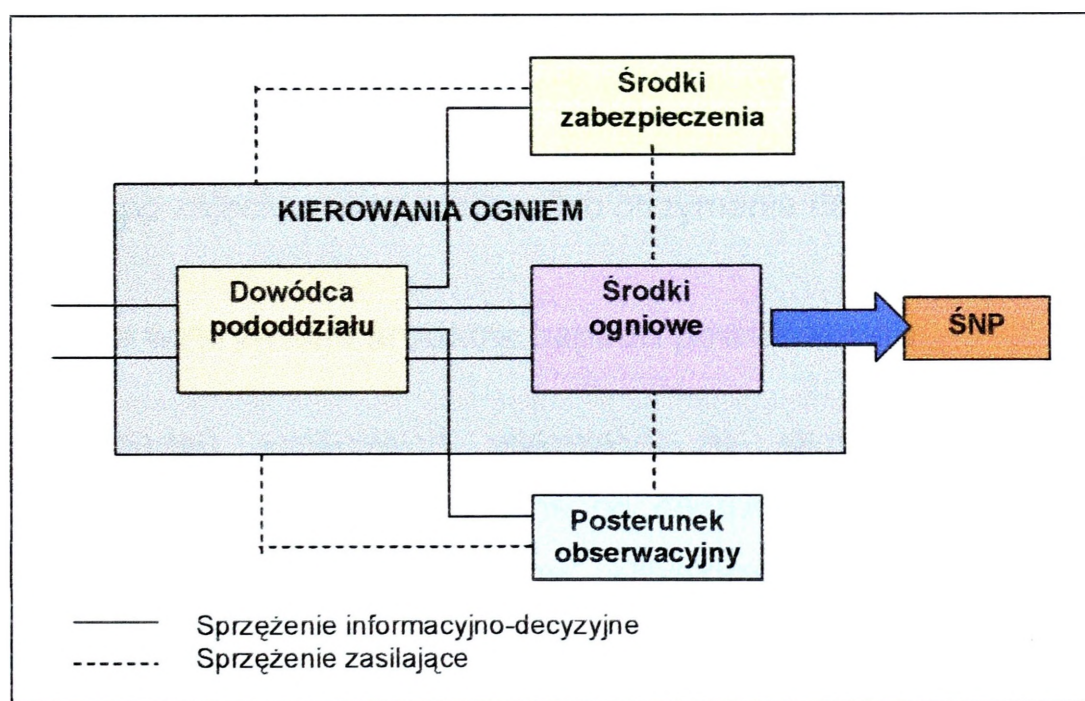 Środki
zabezpieczenia
KIEROWANIA OGNIEM
Dowódca
pododdziału
Środki
ogniowe
ŚNP
Posterunek
obserwacyjny
Sprzężenie informacyjno-decyzyjne
Sprzężenie zasilające